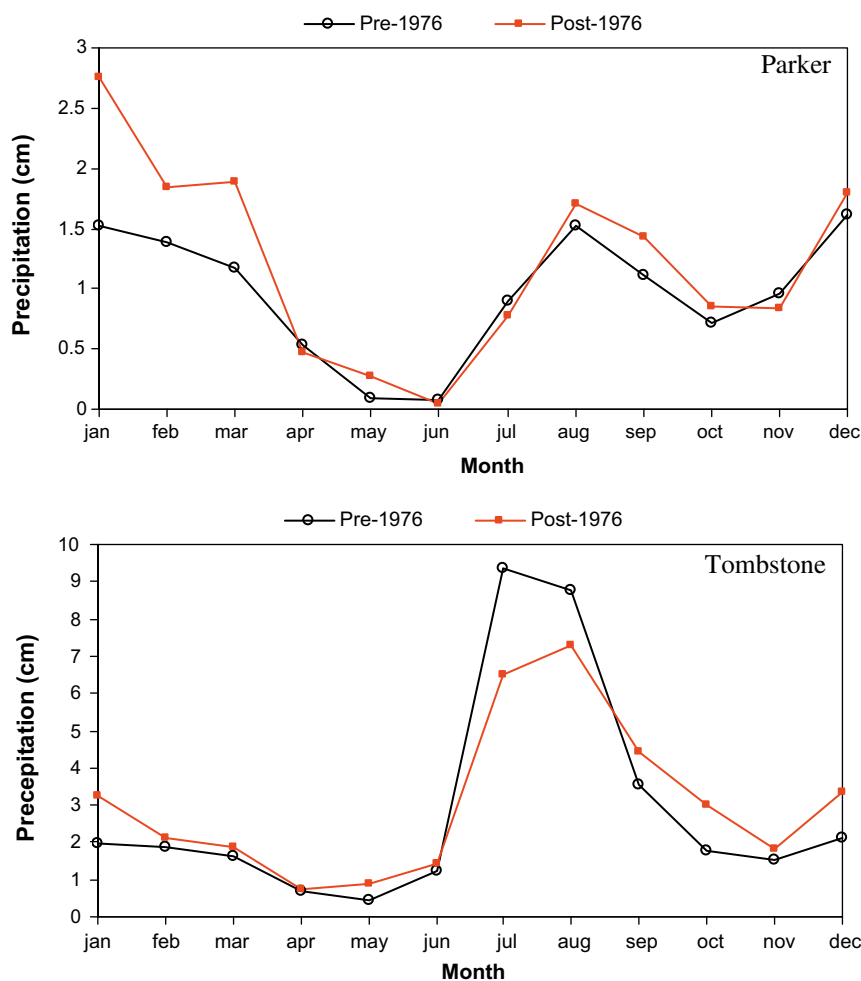 Pre-1976 Post-1976
Parker
3
2.5
2
1.5
1
0.5
0
Precipitation (cm)
jan feb mar apr may jun jul aug sep oct nov dec
Month
Pre-1976 Post-1976
Tombstone
10
9
8
7
6
5
4
3
2
1
0
Precepitation (cm)
jan feb mar apr may jun jul aug sep oct nov dec
Month